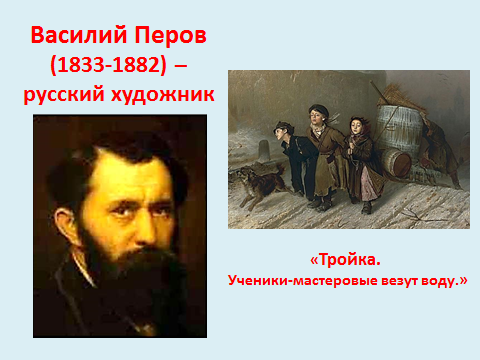 Василий Перов
(1833-1882) –
русский художник
«Тройка.
Ученики-мастеровые везут воду.»